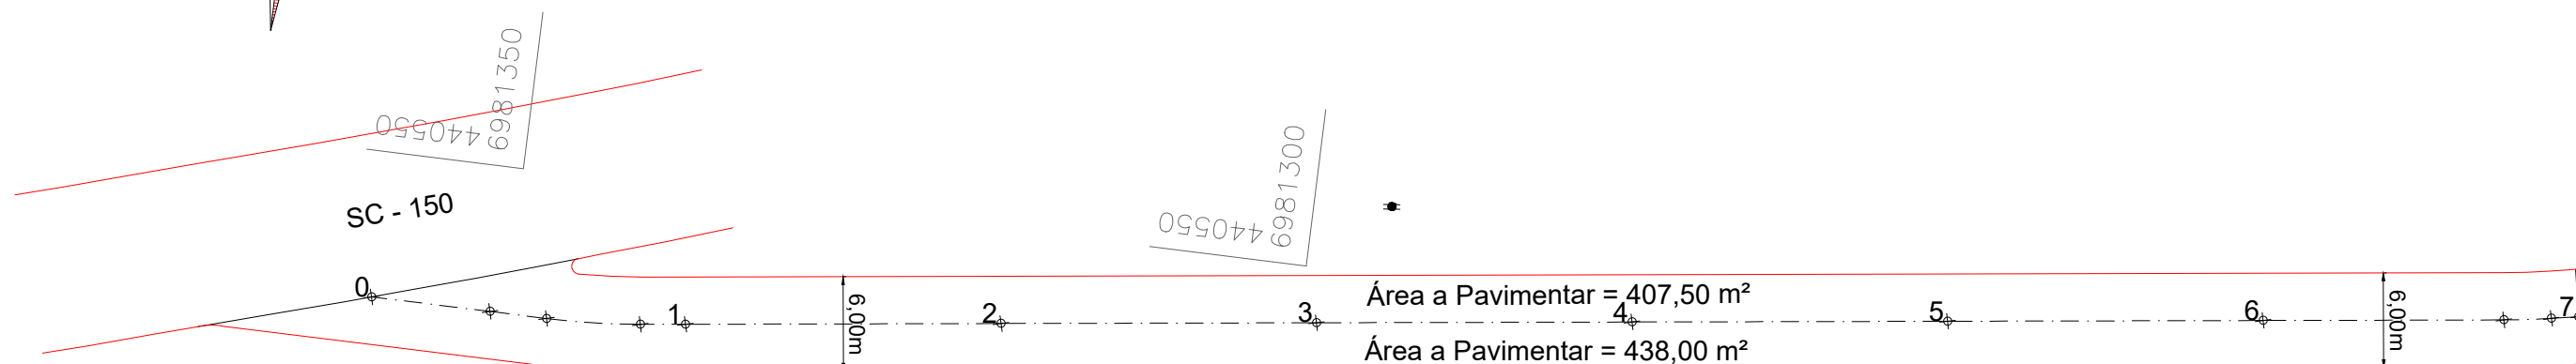 6981350
440550
SC - 150
6981300
440550
0
1
2
3
4
5
6
7
6,00m
6,00m
Área a Pavimentar = 407,50 m²
Área a Pavimentar = 438,00 m²